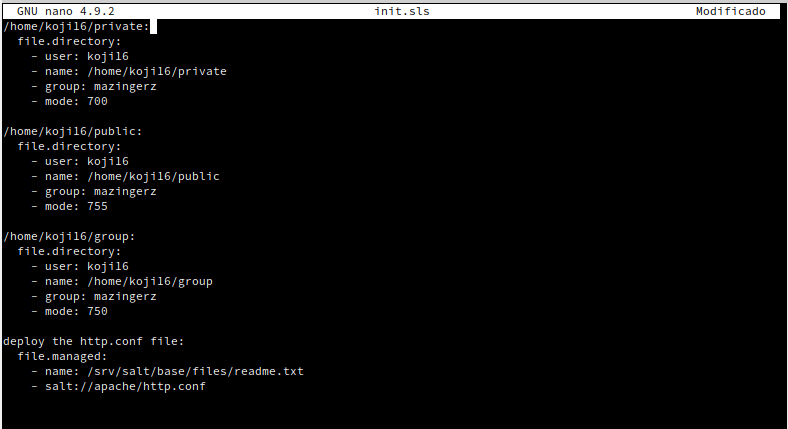 GNU nano 4.9.2 init.sls Modificado
/home/koji16/private:
file.directory:
- user: koji16
- name: /home/koji16/private
- group: mazingerz
- mode: 700
/home/koji16/public:
file.directory:
- user: koji16
- name: /home/koji16/public
- group: mazingerz
- mode: 755
/home/koji16/group:
file.directory:
- user: koji16
- name: /home/koji16/group
- group: mazingerz
- mode: 750
deploy the http.conf file:
file.managed:
- name: /srv/salt/base/files/readme.txt
- salt://apache/http.conf